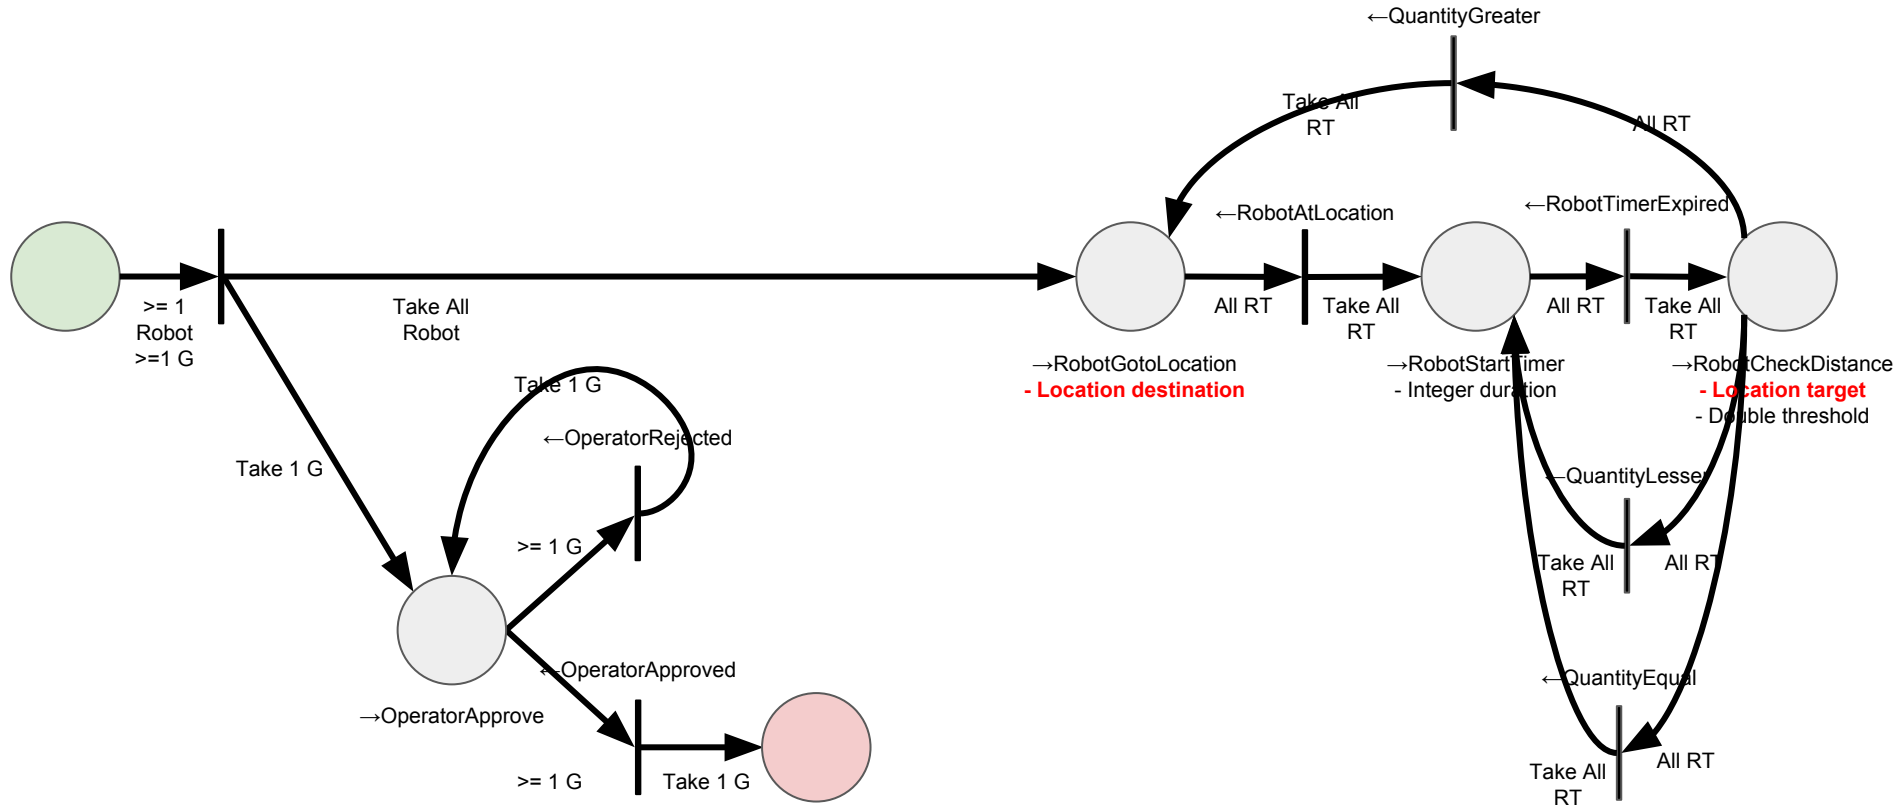 ←QuantityGreater
Take All
RT
All RT
←RobotAtLocation
←RobotTimerExpired
>= 1
Robot
>=1 G
Take All
Robot
All RT
Take All
RT
All RT
Take All
RT
→RobotGotoLocation
- Location destination
→RobotStartTimer
- Integer duration
→RobotCheckDistance
- Location target
- Double threshold
Take 1 G
←OperatorRejected
Take 1 G
←QuantityLesser
>= 1 G
Take All
RT
All RT
←OperatorApproved
←QuantityEqual
→OperatorApprove
>= 1 G
Take 1 G
Take All
RT
All RT